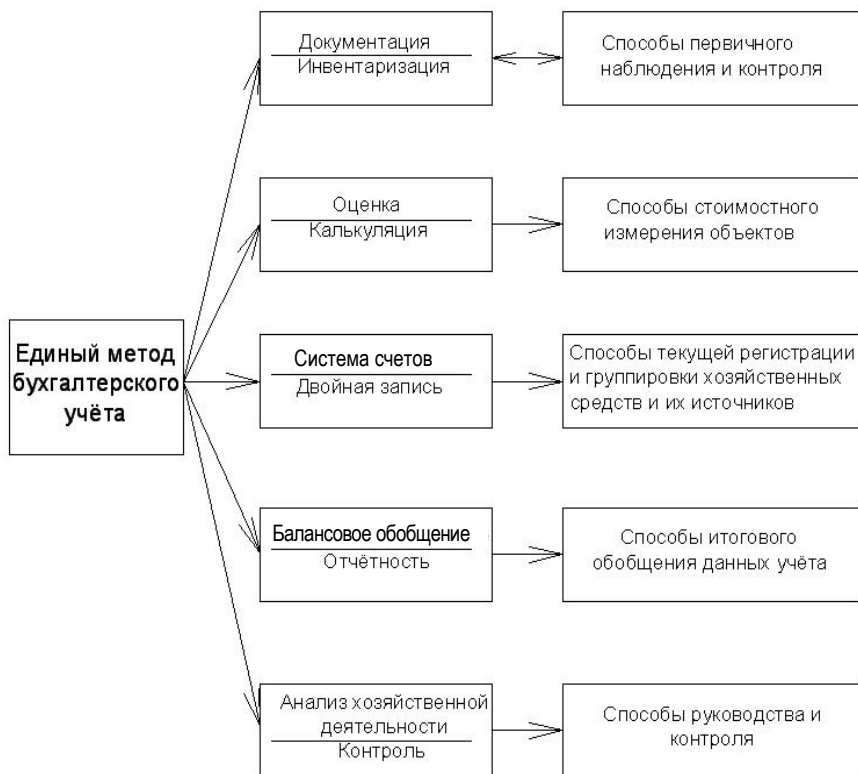 Документация
Инвентаризация
Способы первичного
наблюдения и контроля
Оценка
Калькуляция
Способы стоимостного
измерения объектов
Единый метод
бухгалтерского
учёта
Система счетов
Двойная запись
Способы текущей регистрации
и группировки хозяйственных
средств и их источников
Балансовое обобщение
Отчётность
Способы итогового
обобщения данных учёта
Анализ хозяйственной
деятельности
Контроль
Способы руководства и
контроля